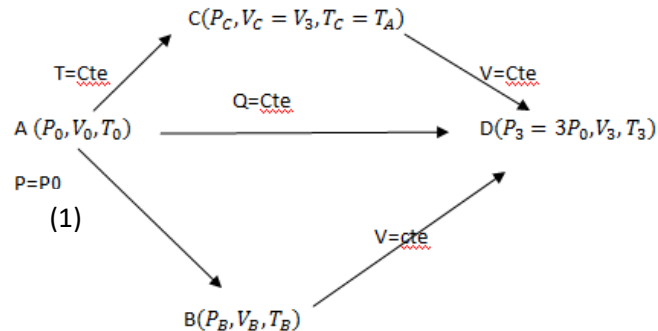 C(P_C, V_C = V_3, T_C = T_A)
T=Cte
V=Cte
Q=Cte
A (P_0, V_0, T_0)
D(P_3 = 3P_0, V_3, T_3)
P=P0
(1)
V=cte
B(P_B, V_B, T_B)